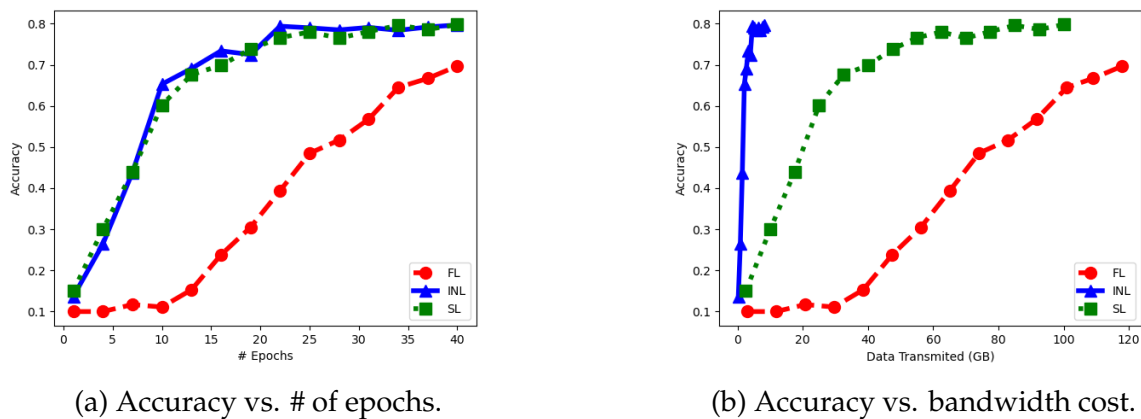 0.8
0.7
0.6
0.5
0.4
0.3
0.2
0.1
Accuracy
0 5 10 15 20 25 30 35 40
# Epochs
FL
INL
SL
(a) Accuracy vs. # of epochs.
0.8
0.7
0.6
0.5
0.4
0.3
0.2
0.1
Accuracy
0 20 40 60 80 100 120
Data Transmited (GB)
FL
INL
SL
(b) Accuracy vs. bandwidth cost.